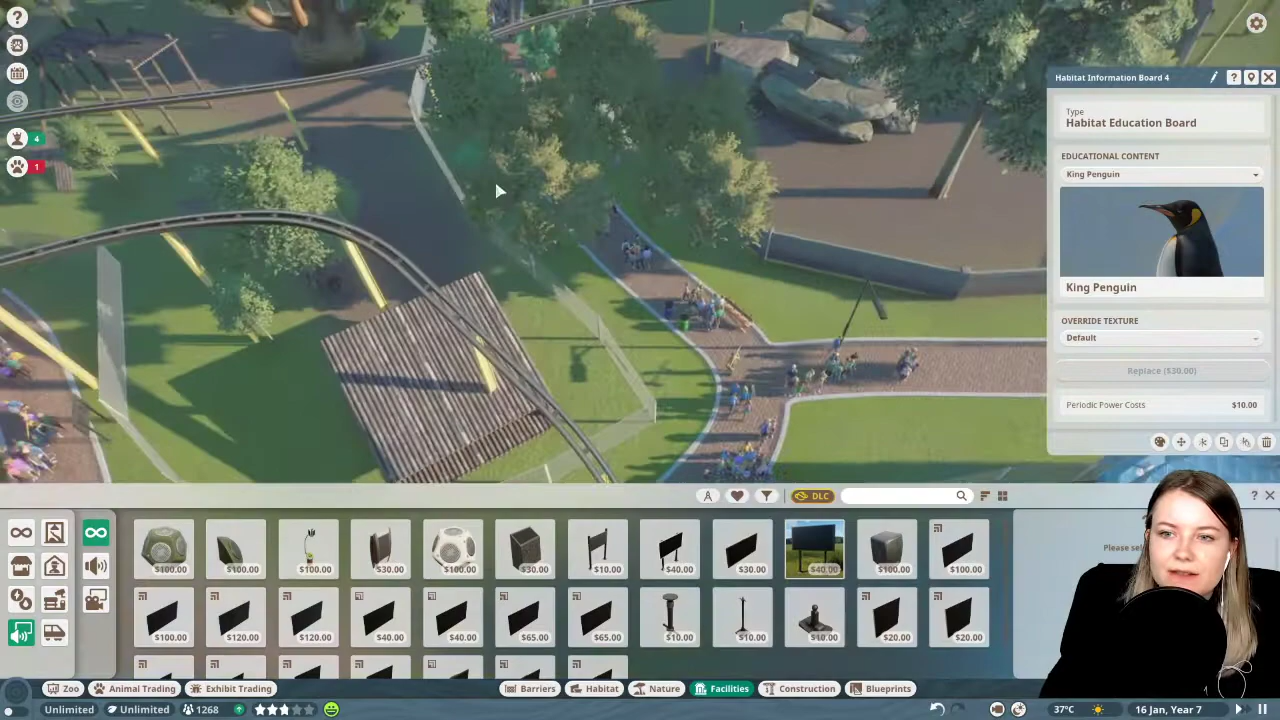 ?
4
1
Habitat Information Board 4
?
Type
Habitat Education Board
EDUCATIONAL CONTENT
King Penguin
King Penguin
OVERRIDE TEXTURE
Default
Replace ($30.00)
Periodic Power Costs $10.00
DLC
?
$100.00 $100.00 $100.00 $30.00 $100.00 $30.00 $10.00 $40.00 $30.00 $40.00 $100.00 $100.00
Please
$100.00 $100.00 $120.00 $120.00 $40.00 $40.00 $65.00 $65.00 $10.00 $10.00 $10.00 $20.00 $20.00
Zoo Animal Trading Exhibit Trading Barriers Habitat Nature Facilities Construction Blueprints
Unlimited Unlimited 1268 37°C 16 Jan, Year 7